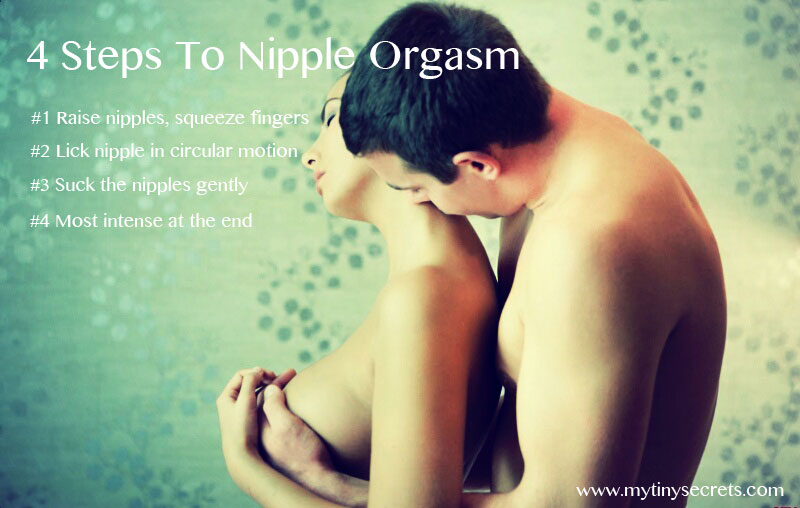 4 Steps To Nipple Orgasm
#1 Raise nipples, squeeze fingers
#2 Lick nipple in circular motion
#3 Suck the nipples gently
#4 Most intense at the end
www.mytinysecrets.com